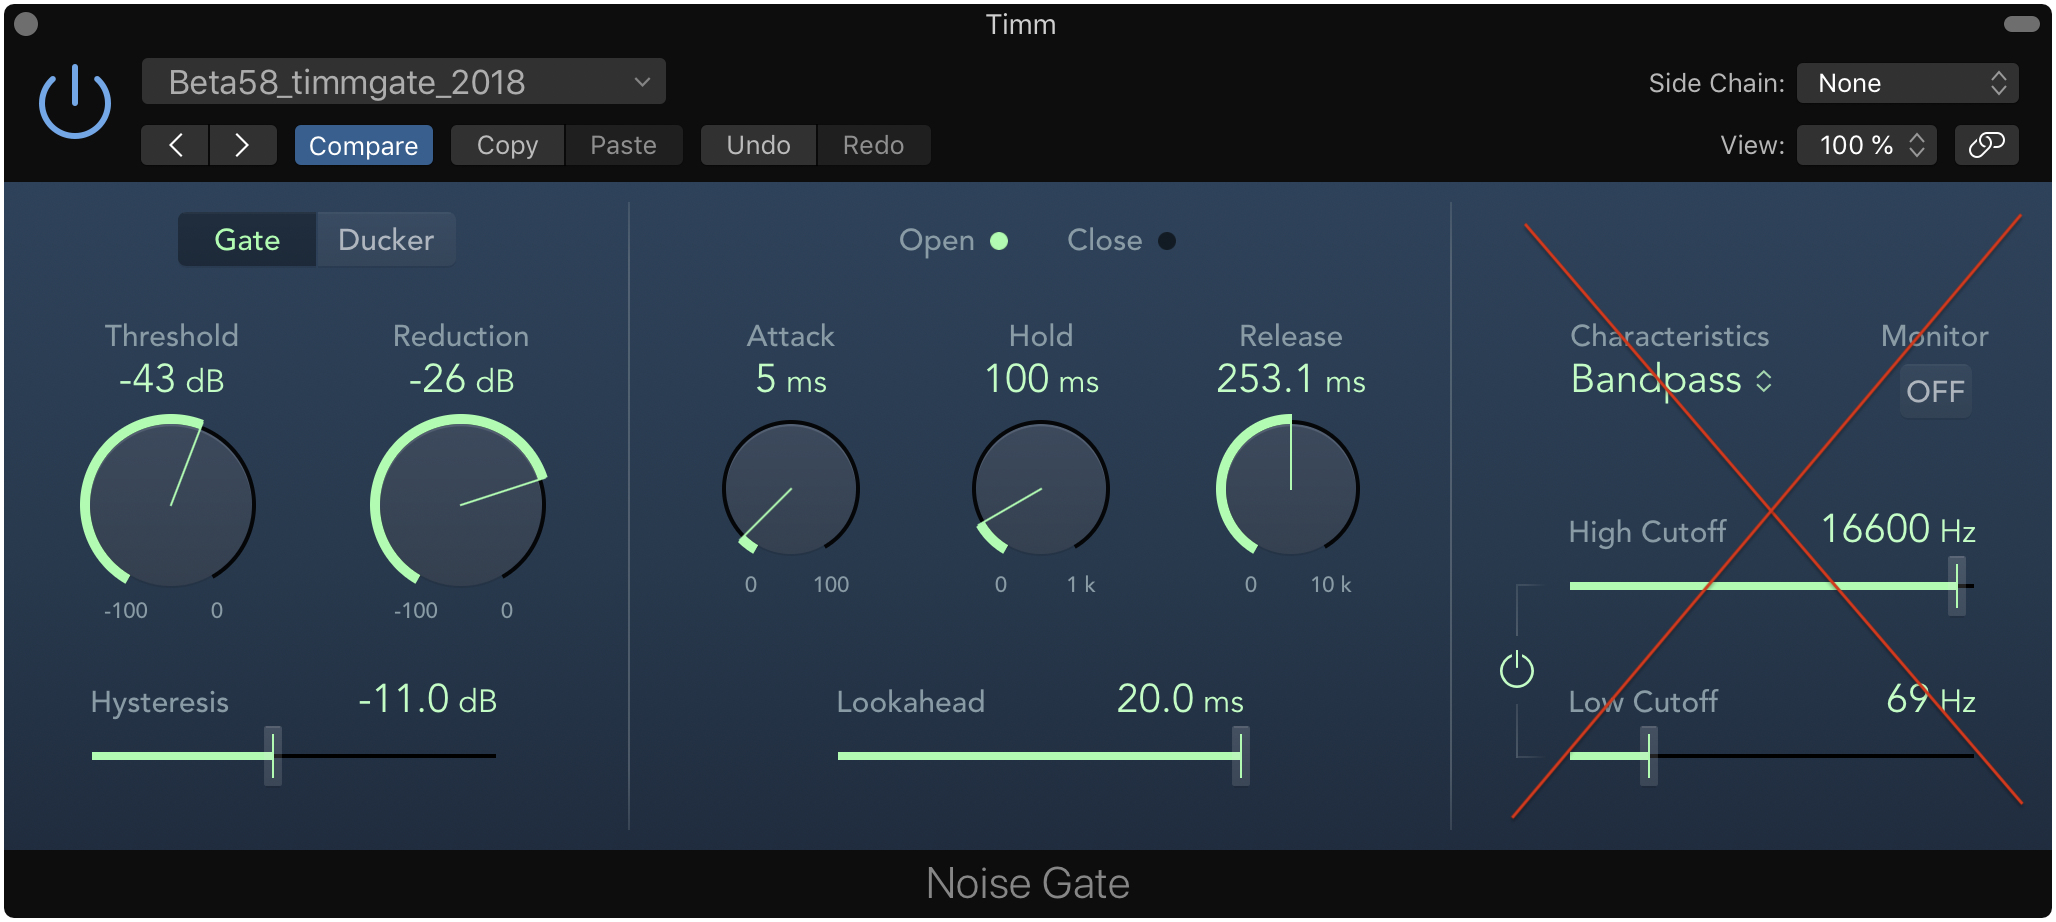 Timm
Beta58_timmgate_2018
Side Chain: None
Compare Copy Paste Undo Redo
View: 100 %
Gate Ducker
Open Close
Threshold Reduction Attack Hold Release Characteristics Monitor
-43 dB -26 dB 5 ms 100 ms 253.1 ms Bandpass OFF
High Cutoff 16600 Hz
0 100 0 1 k 0 10 k
-100 0 -100 0
Hysteresis -11.0 dB Lookahead 20.0 ms Low Cutoff 69 Hz
Noise Gate